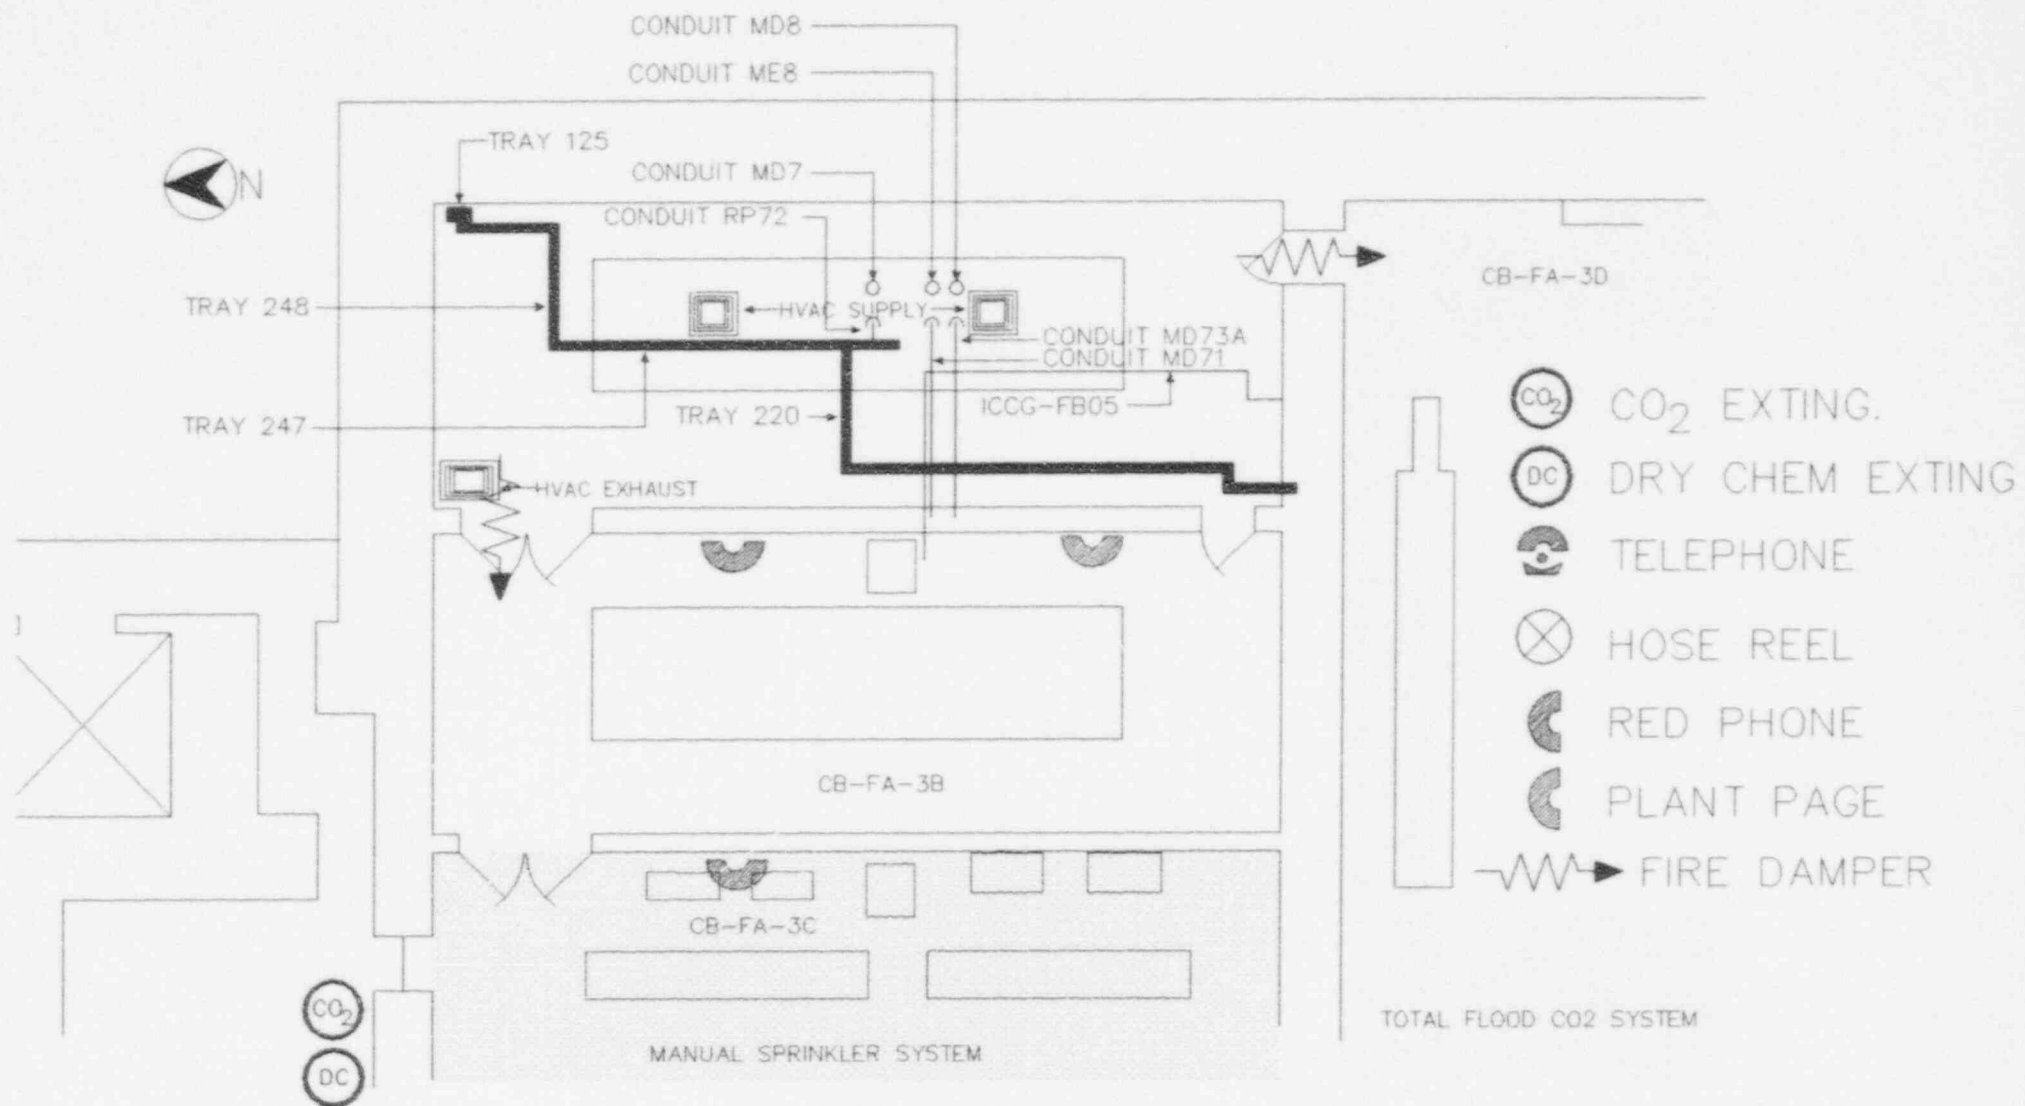 CONDUIT MD8
CONDUIT ME8
TRAY 125
N
CONDUIT MD7
CONDUIT RP72
CB-FA-3D
TRAY 248
HVAC SUPPLY
CONDUIT MD73A
CONDUIT MD71
ICCG-FB05
TRAY 247
TRAY 220
HVAC EXHAUST
CO2 CO2 EXTING.
DC DRY CHEM EXTING
TELEPHONE
HOSE REEL
RED PHONE
PLANT PAGE
FIRE DAMPER
CB-FA-3B
CB-FA-3C
CO2
DC
MANUAL SPRINKLER SYSTEM
TOTAL FLOOD CO2 SYSTEM